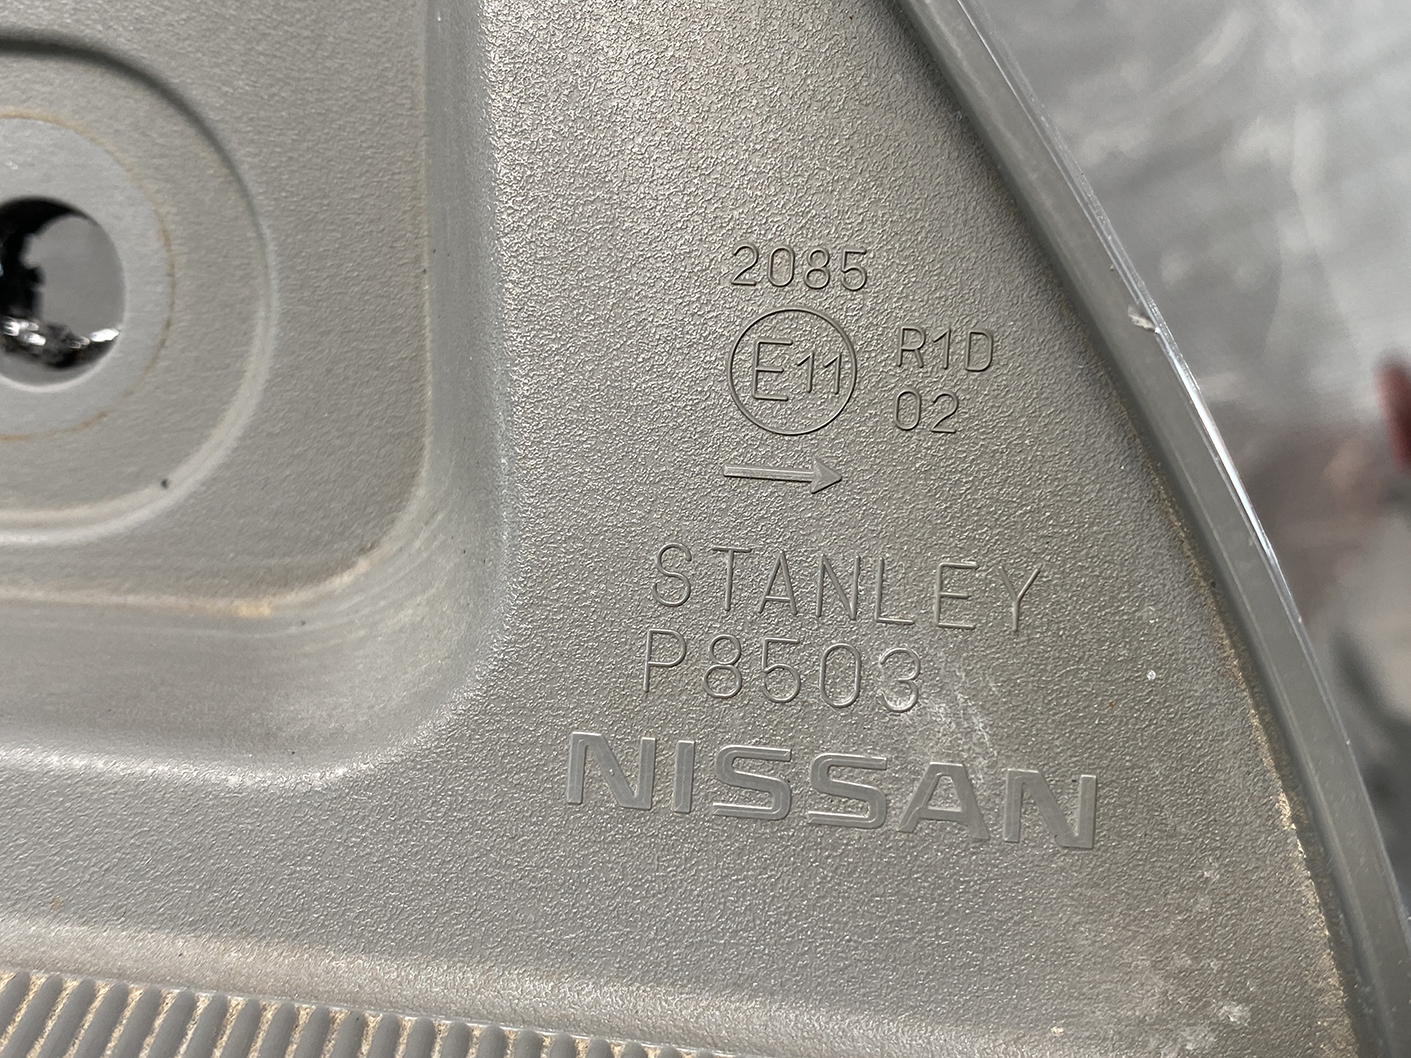 2085
E11 R1D
02
STANLEY
P8503
NISSAN